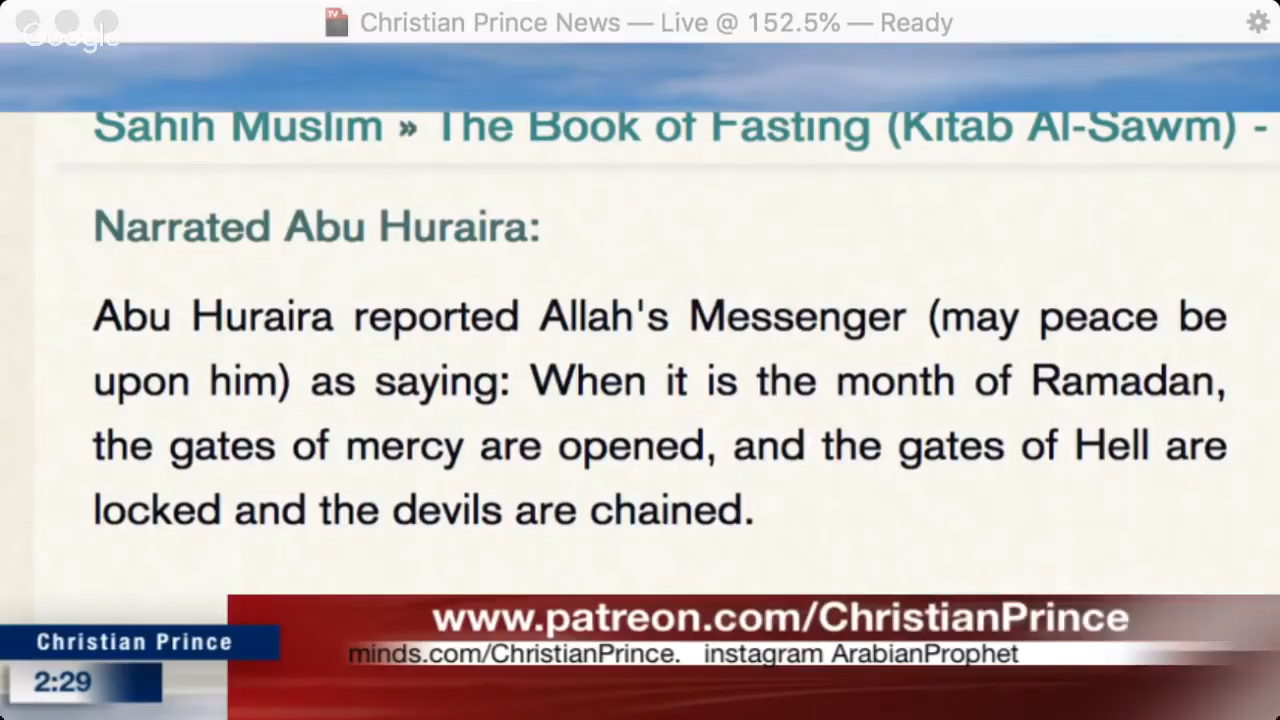 Christian Prince News — Live @ 152.5% — Ready
Google
Sahih Muslim » The Book of Fasting (Kitab Al-Sawm) -
Narrated Abu Huraira:
Abu Huraira reported Allah's Messenger (may peace be
upon him) as saying: When it is the month of Ramadan,
the gates of mercy are opened, and the gates of Hell are
locked and the devils are chained.
www.patreon.com/ChristianPrince
Christian Prince
minds.com/ChristianPrince. instagram ArabianProphet
2:29